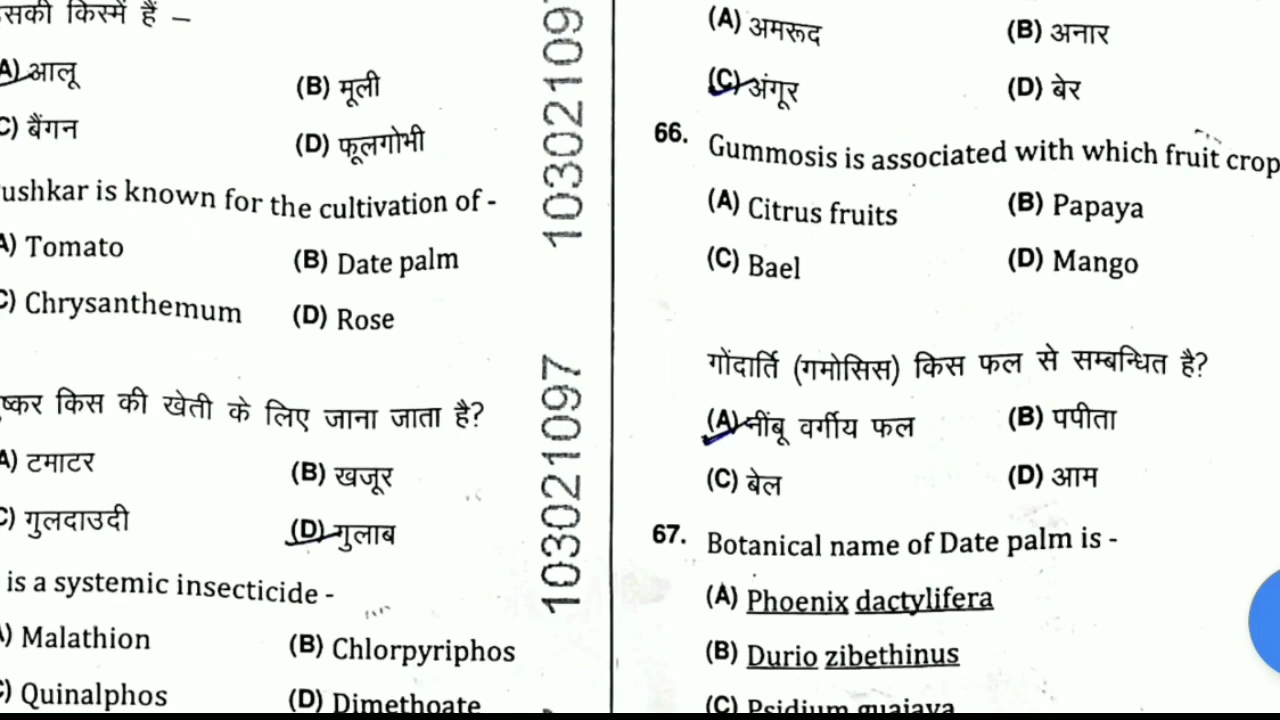 सकी किस्में हैं –
A) आलू
(B) मूली
C) बैंगन
(D) फूलगोभी
ushkar is known for the cultivation of -
A) Tomato
(B) Date palm
C) Chrysanthemum
(D) Rose
ष्कर किस की खेती के लिए जाना जाता है?
A) टमाटर
(B) खजूर
C) गुलदाउदी
(D) गुलाब
is a systemic insecticide -
) Malathion
(B) Chlorpyriphos
) Quinalphos
(D) Dimethoate
103021097
103021097
(A) अमरूद
(B) अनार
(C) अंगूर
(D) बेर
66. Gummosis is associated with which fruit crop
(A) Citrus fruits
(B) Papaya
(C) Bael
(D) Mango
गोंदार्ति (गमोसिस) किस फल से सम्बन्धित है?
(A) नींबू वर्गीय फल
(B) पपीता
(C) बेल
(D) आम
67. Botanical name of Date palm is -
(A) Phoenix dactylifera
(B) Durio zibethinus
(C) Psidium guajava